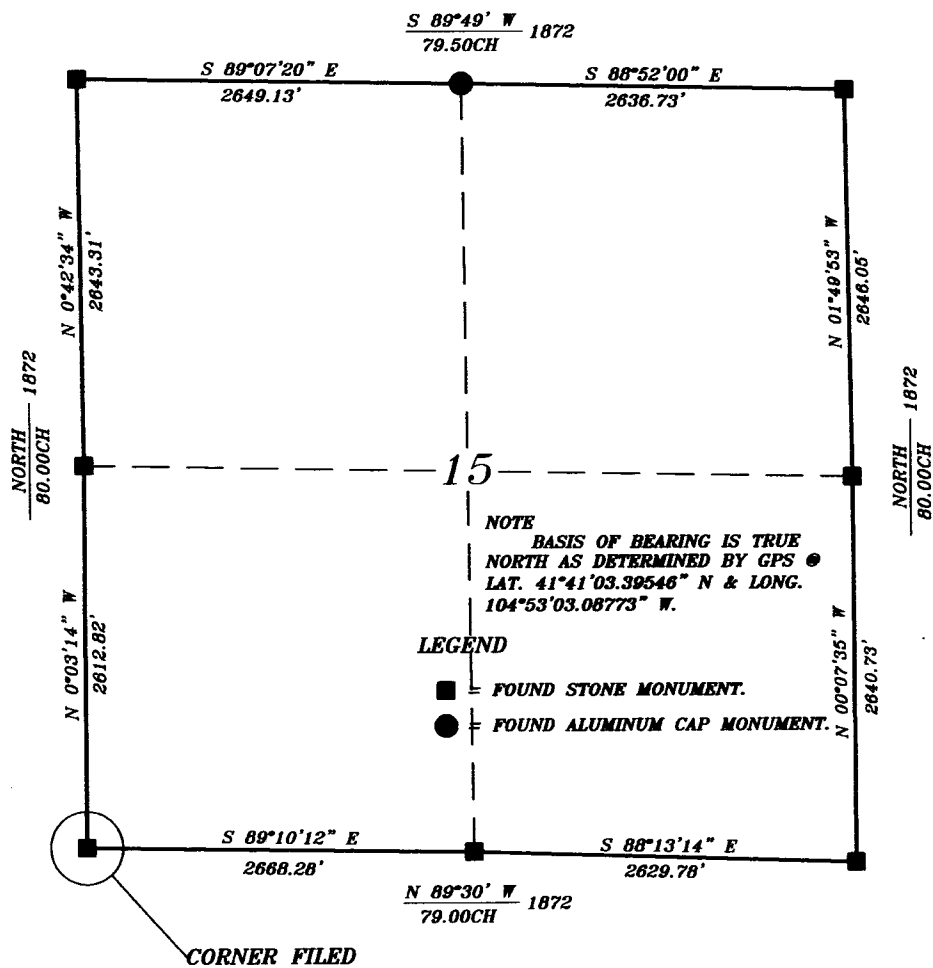 S 89°49' W
79.50CH
1872
S 89°07'20" E
2649.13'
S 88°52'00" E
2636.73'
N 0°42'34" W
2643.31'
N 01°49'53" W
2646.05'
NORTH
80.00CH
1872
NORTH
80.00CH
1872
15
NOTE
BASIS OF BEARING IS TRUE
NORTH AS DETERMINED BY GPS @
LAT. 41°41'03.39546" N & LONG.
104°53'03.08773" W.
LEGEND
= FOUND STONE MONUMENT.
= FOUND ALUMINUM CAP MONUMENT.
N 0°03'14" W
2612.82'
N 00°07'35" W
2640.73'
S 89°10'12" E
2668.28'
S 88°13'14" E
2629.78'
N 89°30' W
79.00CH
1872
CORNER FILED